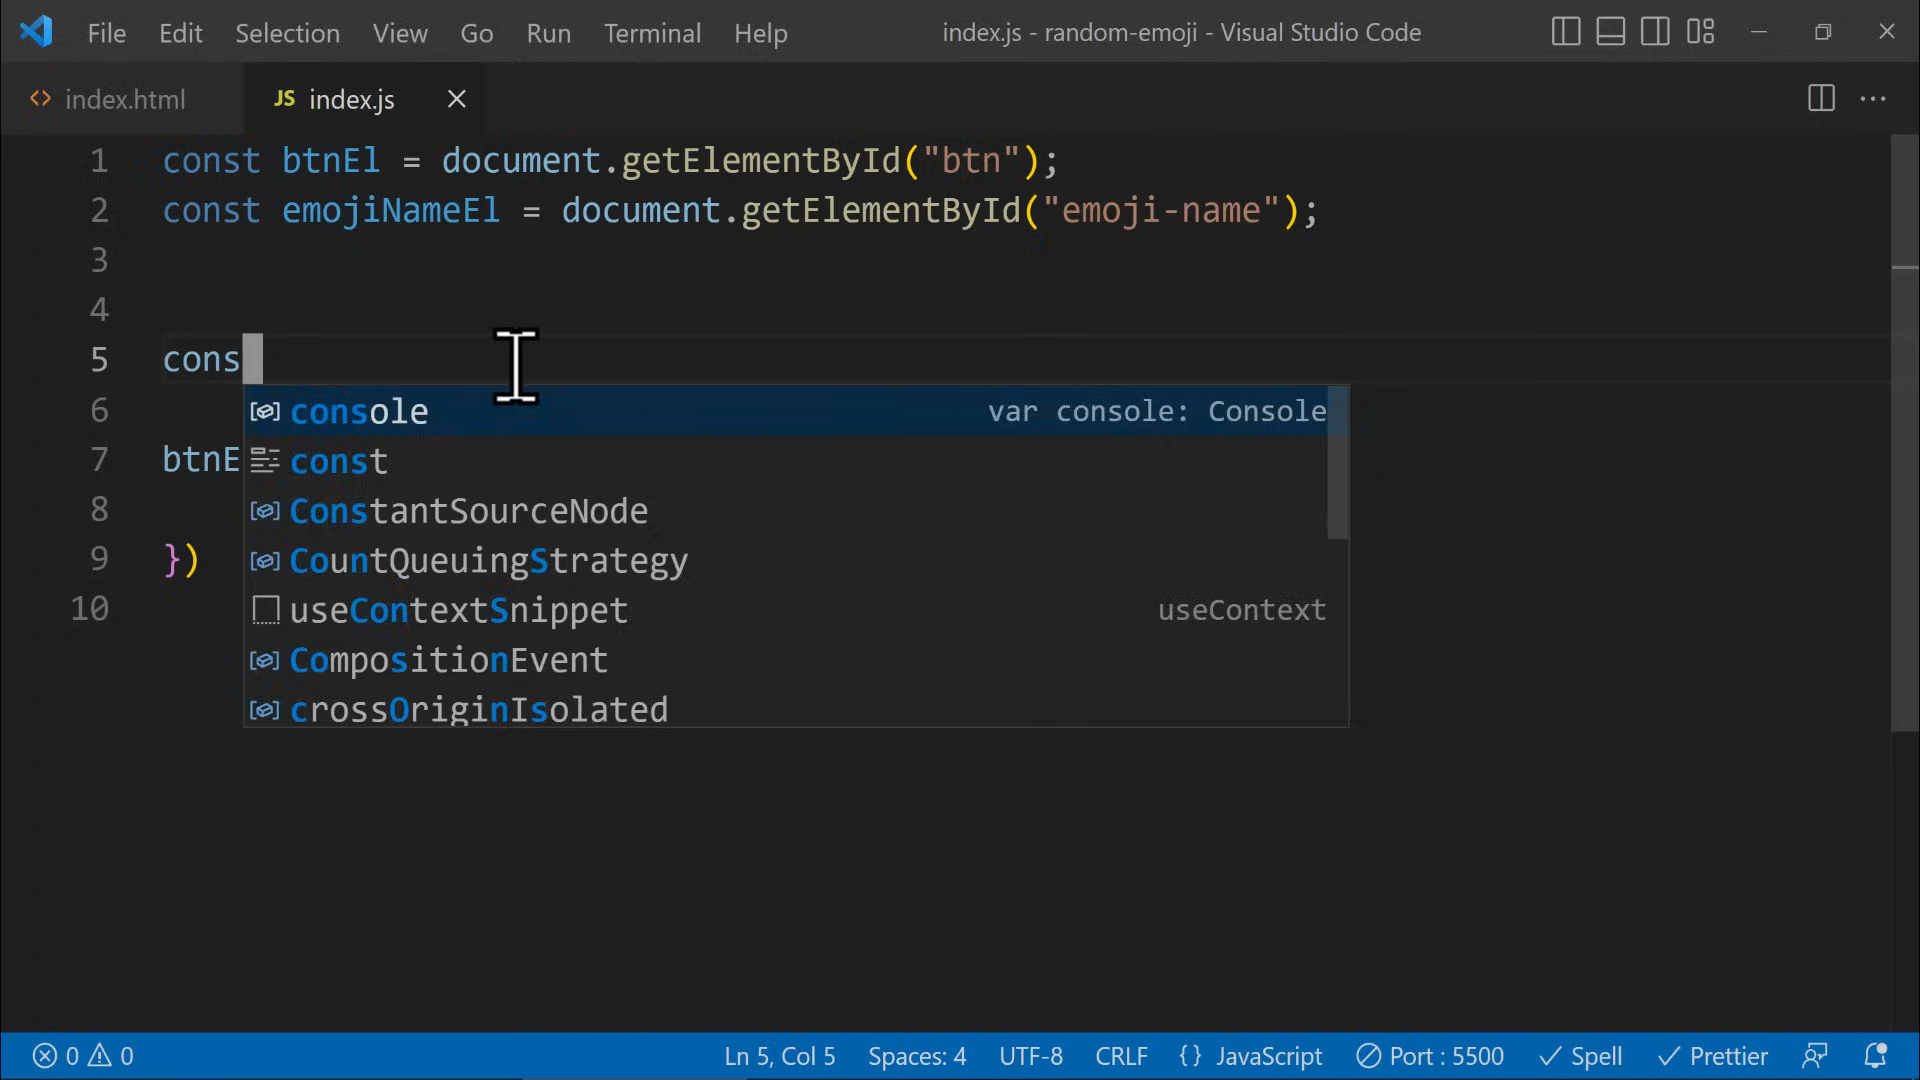 File Edit Selection View Go Run Terminal Help index.js - random-emoji - Visual Studio Code
index.html JS index.js
1 const btnEl = document.getElementById("btn");
2 const emojiNameEl = document.getElementById("emoji-name");
3
4
5 cons
6 console var console: Console
7 btnE const
8 ConstantSourceNode
9 }) CountQueuingStrategy
10 useContextSnippet useContext
CompositionEvent
crossOriginIsolated
0 0 Ln 5, Col 5 Spaces: 4 UTF-8 CRLF {} JavaScript Port : 5500 Spell Prettier